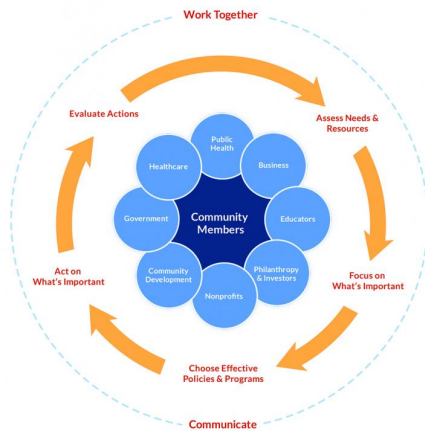 Work Together
Evaluate Actions
Assess Needs &
Resources
Public
Health
Healthcare
Business
Government
Community
Members
Educators
Community
Development
Philanthropy
& Investors
Nonprofits
Act on
What's Important
Focus on
What's Important
Choose Effective
Policies & Programs
Communicate